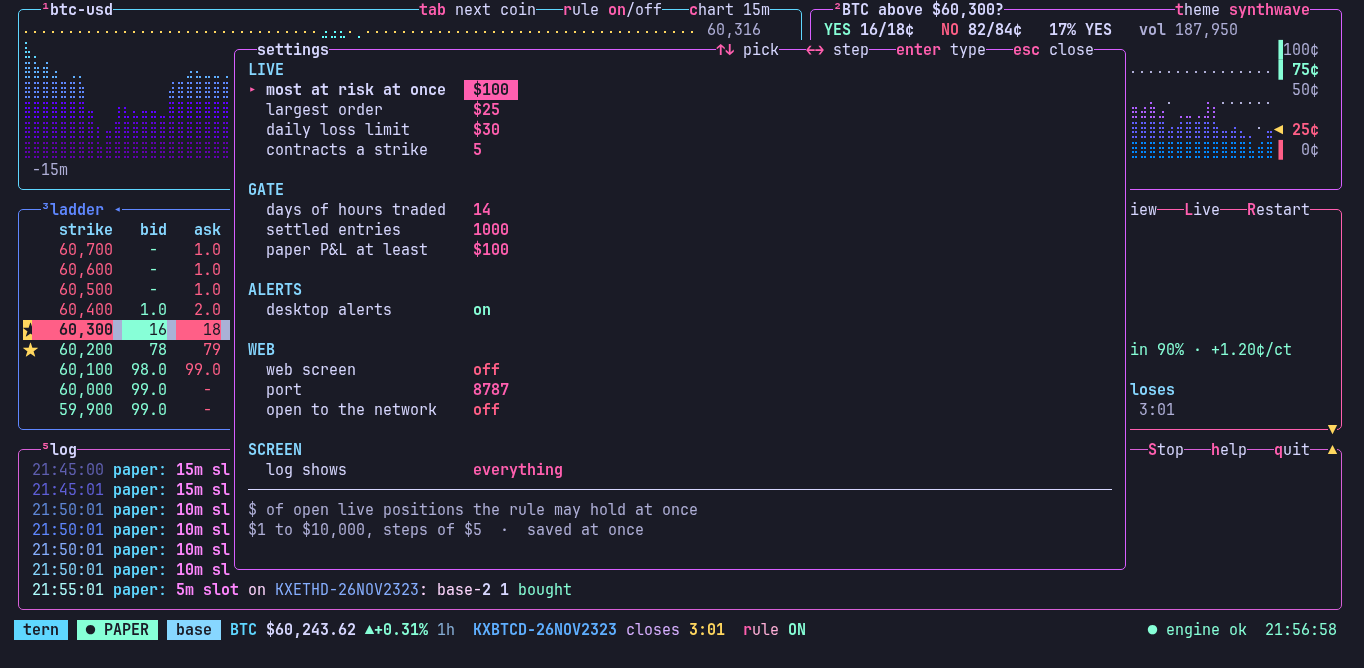 ¹btc-usd tab next coin rule on/off chart 15m
²BTC above $60,300? theme synthwave
60,316
YES 16/18¢ NO 82/84¢ 17% YES vol 187,950
settings ↑↓ pick ↔ step enter type esc close
100¢
LIVE
75¢
▸ most at risk at once $100
50¢
largest order $25
daily loss limit $30
◀ 25¢
contracts a strike 5
0¢
-15m
GATE
³ladder ◂
days of hours traded 14
iew Live Restart
strike bid ask
settled entries 1000
60,700 - 1.0
paper P&L at least $100
60,600 - 1.0
60,500 - 1.0
ALERTS
60,400 1.0 2.0
desktop alerts on
★ 60,300 16 18
★ 60,200 78 79
WEB
in 90% · +1.20¢/ct
60,100 98.0 99.0
web screen off
60,000 99.0 -
port 8787
loses
59,900 99.0 -
open to the network off
3:01
⁵log
SCREEN
Stop help quit
21:45:00 paper: 15m sl
log shows everything
21:45:01 paper: 15m sl
21:50:01 paper: 10m sl
$ of open live positions the rule may hold at once
21:50:01 paper: 10m sl
$1 to $10,000, steps of $5 · saved at once
21:50:01 paper: 10m sl
21:50:01 paper: 10m sl
21:55:01 paper: 5m slot on KXETHD-26NOV2323: base-2 1 bought
tern ● PAPER base BTC $60,243.62 ▲+0.31% 1h KXBTCD-26NOV2323 closes 3:01 rule ON ● engine ok 21:56:58